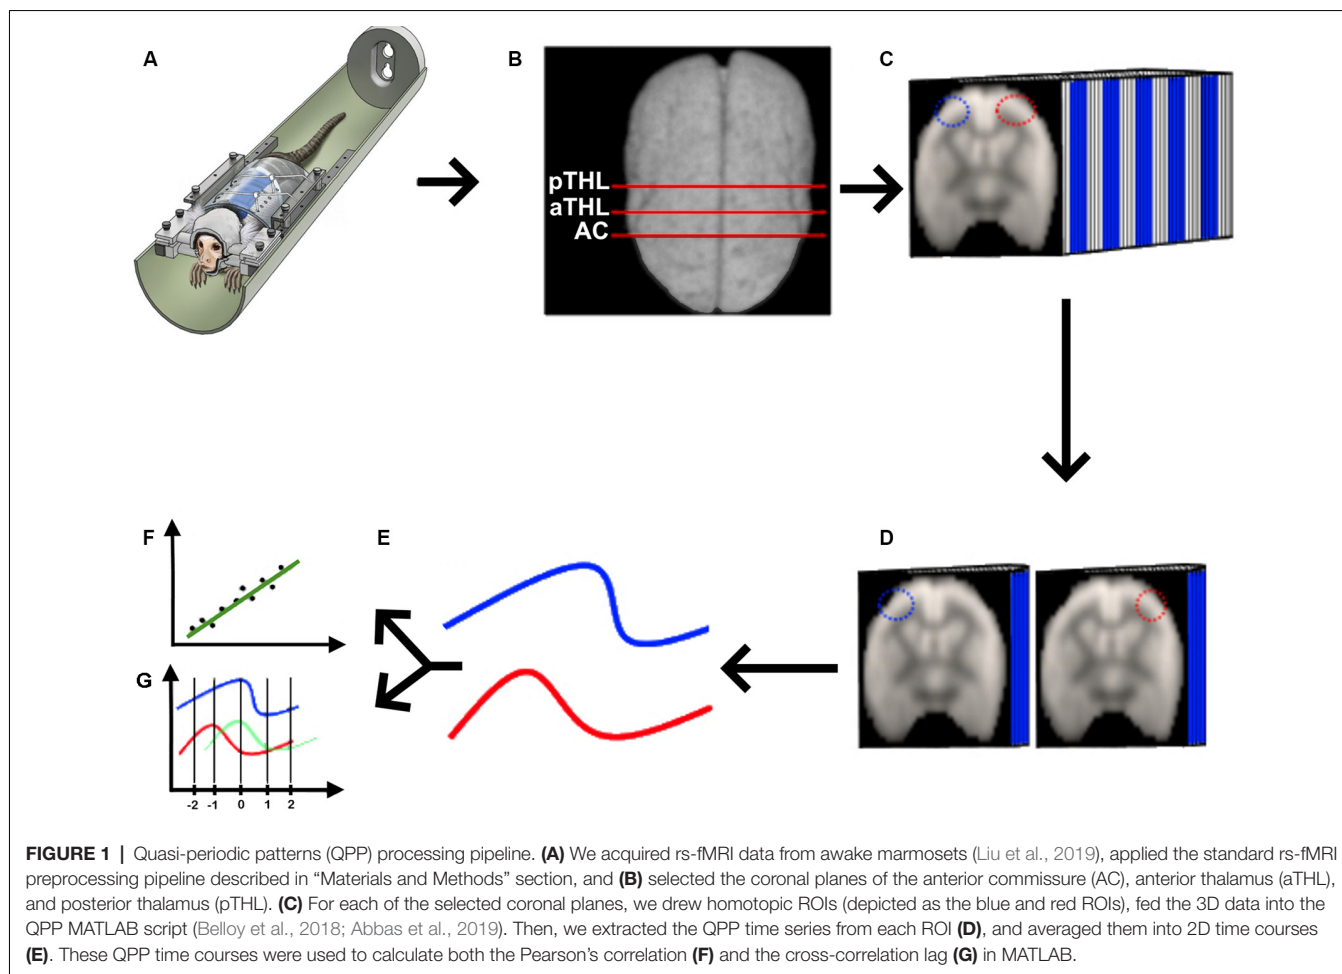 A
B
C
pTHL
aTHL
AC
F
E
D
G
-2 -1 0 1 2
FIGURE 1 | Quasi-periodic patterns (QPP) processing pipeline. (A) We acquired rs-fMRI data from awake marmosets (Liu et al., 2019), applied the standard rs-fMRI
preprocessing pipeline described in “Materials and Methods” section, and (B) selected the coronal planes of the anterior commissure (AC), anterior thalamus (aTHL),
and posterior thalamus (pTHL). (C) For each of the selected coronal planes, we drew homotopic ROIs (depicted as the blue and red ROIs), fed the 3D data into the
QPP MATLAB script (Belloy et al., 2018; Abbas et al., 2019). Then, we extracted the QPP time series from each ROI (D), and averaged them into 2D time courses
(E). These QPP time courses were used to calculate both the Pearson’s correlation (F) and the cross-correlation lag (G) in MATLAB.